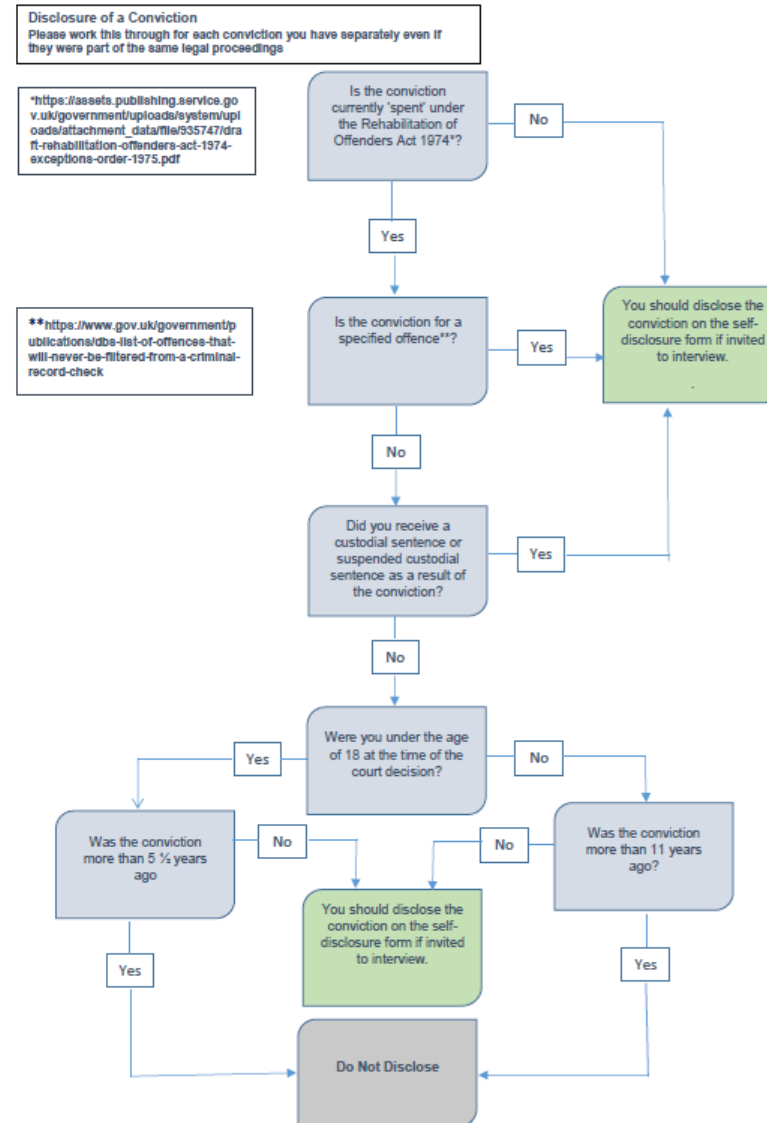 Disclosure of a Conviction
Please work this through for each conviction you have separately even if
they were part of the same legal proceedings
*https://assets.publishing.service.go
v.uk/government/uploads/system/upl
oads/attachment_data/file/935747/dra
ft-rehabilitation-offenders-act-1974-
exceptions-order-1975.pdf
Is the conviction
currently 'spent' under
the Rehabilitation of
Offenders Act 1974*?
No
Yes
**https://www.gov.uk/government/p
ublications/dbs-list-of-offences-that-
will-never-be-filtered-from-a-criminal-
record-check
Is the conviction for a
specified offence**?
Yes
You should disclose the
conviction on the self-
disclosure form if invited
to interview.
.
No
Did you receive a
custodial sentence or
suspended custodial
sentence as a result of
the conviction?
Yes
No
Were you under the age
of 18 at the time of the
court decision?
Yes
No
Was the conviction
more than 5 ½ years
ago
No
No
Was the conviction
more than 11 years
ago?
You should disclose the
conviction on the self-
disclosure form if invited
to interview.
Yes
Yes
Do Not Disclose